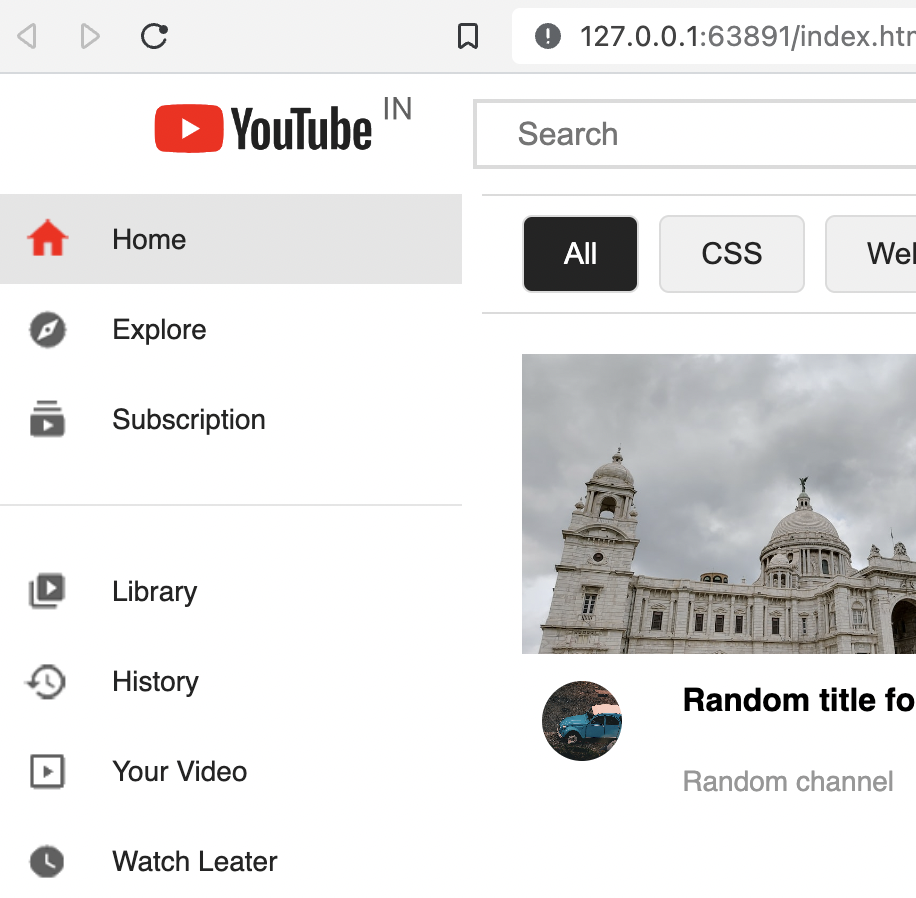 127.0.0.1:63891/index.htm
YouTube IN
Search
Home
All
CSS
Wel
Explore
Subscription
Library
History
Random title fo
Your Video
Random channel
Watch Leater